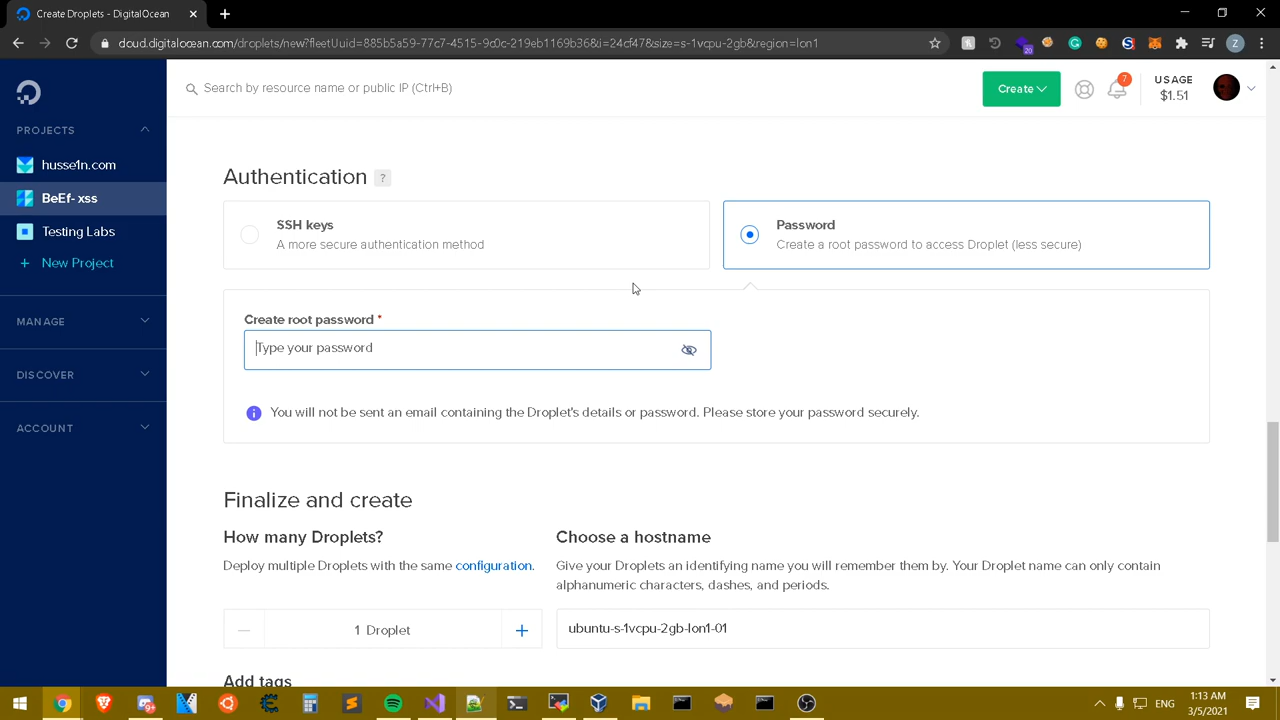 Create Droplets - DigitalOcean
cloud.digitalocean.com/droplets/new?fleetUuid=885b5a59-77c7-4515-9c0c-219eb1169b36&i=24cf47&size=s-1vcpu-2gb&region=lon1
20
Z
Search by resource name or public IP (Ctrl+B)
Create
7
USAGE
$1.51
PROJECTS
husse1n.com
BeEf- xss
Testing Labs
+ New Project
MANAGE
DISCOVER
ACCOUNT
Authentication ?
SSH keys
A more secure authentication method
Password
Create a root password to access Droplet (less secure)
Create root password *
Type your password
You will not be sent an email containing the Droplet's details or password. Please store your password securely.
Finalize and create
How many Droplets?
Deploy multiple Droplets with the same configuration.
1 Droplet
Choose a hostname
Give your Droplets an identifying name you will remember them by. Your Droplet name can only contain
alphanumeric characters, dashes, and periods.
ubuntu-s-1vcpu-2gb-lon1-01
Add tags
ENG
1:13 AM
3/5/2021